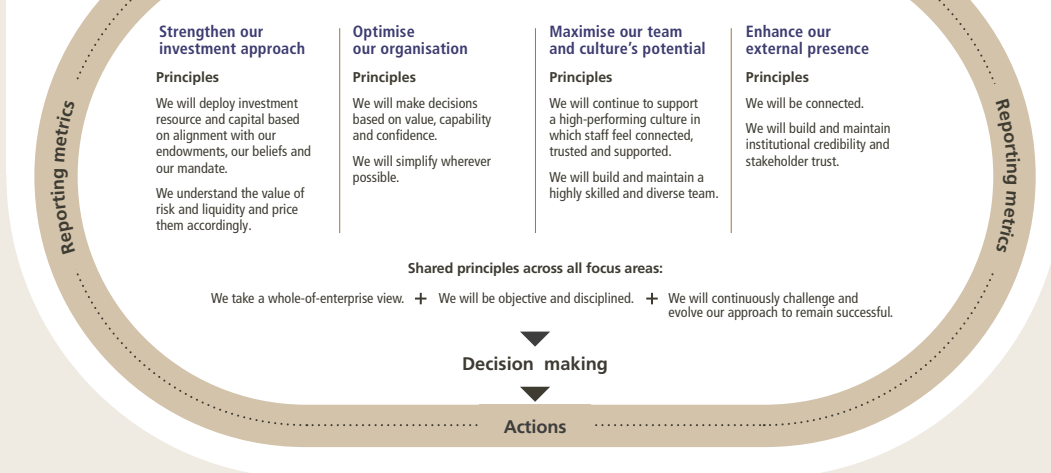 Strengthen our
investment approach
Principles
We will deploy investment
resource and capital based
on alignment with our
endowments, our beliefs and
our mandate.
We understand the value of
risk and liquidity and price
them accordingly.
Optimise
our organisation
Principles
We will make decisions
based on value, capability
and confidence.
We will simplify wherever
possible.
Maximise our team
and culture's potential
Principles
We will continue to support
a high-performing culture in
which staff feel connected,
trusted and supported.
We will build and maintain a
highly skilled and diverse team.
Enhance our
external presence
Principles
We will be connected.
We will build and maintain
institutional credibility and
stakeholder trust.
Reporting metrics
Reporting metrics
Shared principles across all focus areas:
We take a whole-of-enterprise view. + We will be objective and disciplined. + We will continuously challenge and
evolve our approach to remain successful.
Decision making
Actions